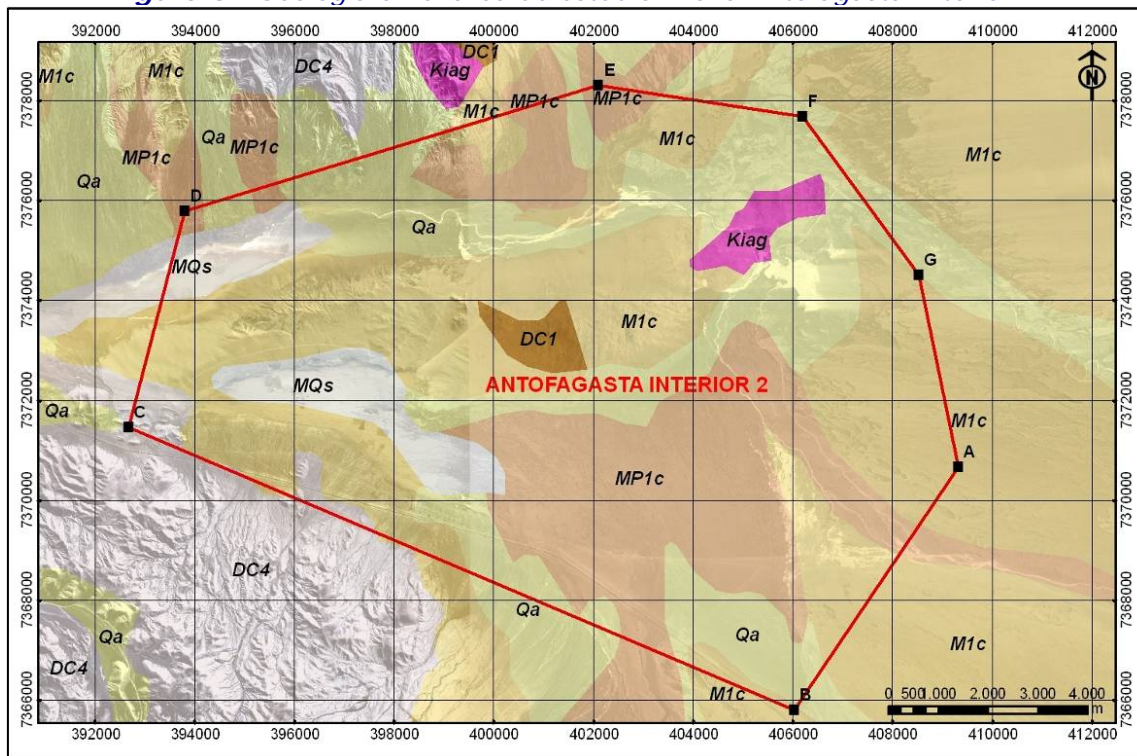 392000 394000 396000 398000 400000 402000 404000 406000 408000 410000 412000
M1c M1c DC4 Kiag DC1 E N
7378000 M1c MP1c MP1c F 7378000
MP1c Qa MP1c M1c M1c
Qa
7376000 D 7376000
Qa Kiag
MQs G
7374000 7374000
DC1 M1c
MQs ANTOFAGASTA INTERIOR 2
7372000 Qa C 7372000
M1c
A
MP1c
7370000 7370000
DC4
7368000 Qa Qa Qa 7368000
DC4 M1c
7366000 M1c B 0 500 1.000 2.000 3.000 4.000 7366000
m
392000 394000 396000 398000 400000 402000 404000 406000 408000 410000 412000